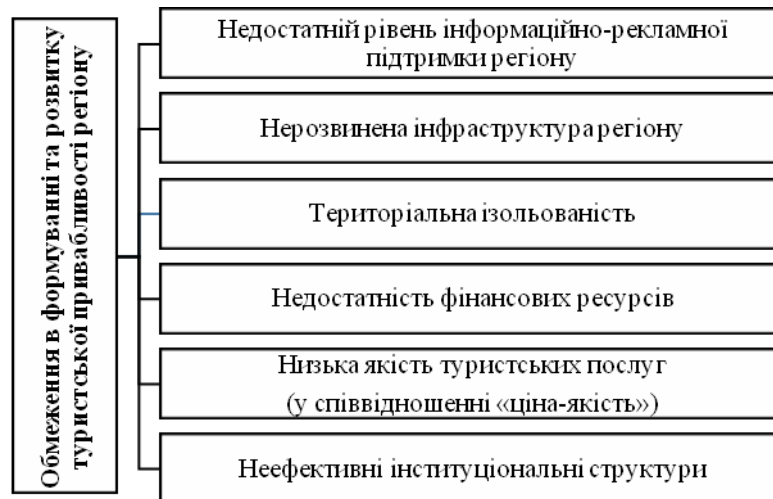 Обмеження в формуванні та розвитку
туристської привабливості регіону
Недостатній рівень інформаційно-рекламної
підтримки регіону
Нерозвинена інфраструктура регіону
Територіальна ізольованість
Недостатність фінансових ресурсів
Низька якість туристських послуг
(у співвідношенні «ціна-якість»)
Неефективні інституціональні структури